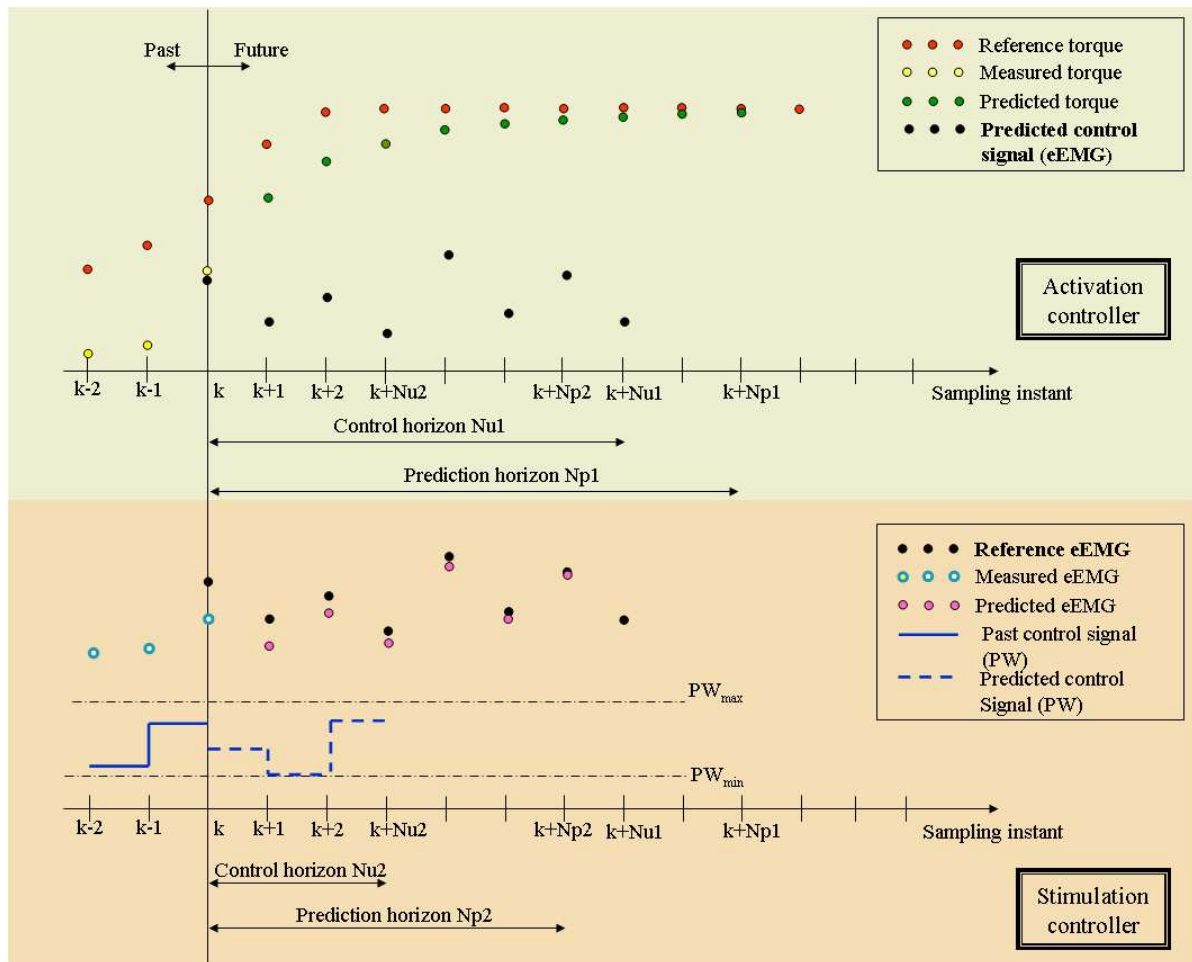 Past Future
Reference torque
Measured torque
Predicted torque
Predicted control
signal (eEMG)
Activation
controller
k-2 k-1 k k+1 k+2 k+Nu2 k+Np2 k+Nu1 k+Np1 Sampling instant
Control horizon Nu1
Prediction horizon Np1
Reference eEMG
Measured eEMG
Predicted eEMG
Past control signal
(PW)
Predicted control
Signal (PW)
PWmax
PWmin
k-2 k-1 k k+1 k+2 k+Nu2 k+Np2 k+Nu1 k+Np1 Sampling instant
Control horizon Nu2
Prediction horizon Np2
Stimulation
controller